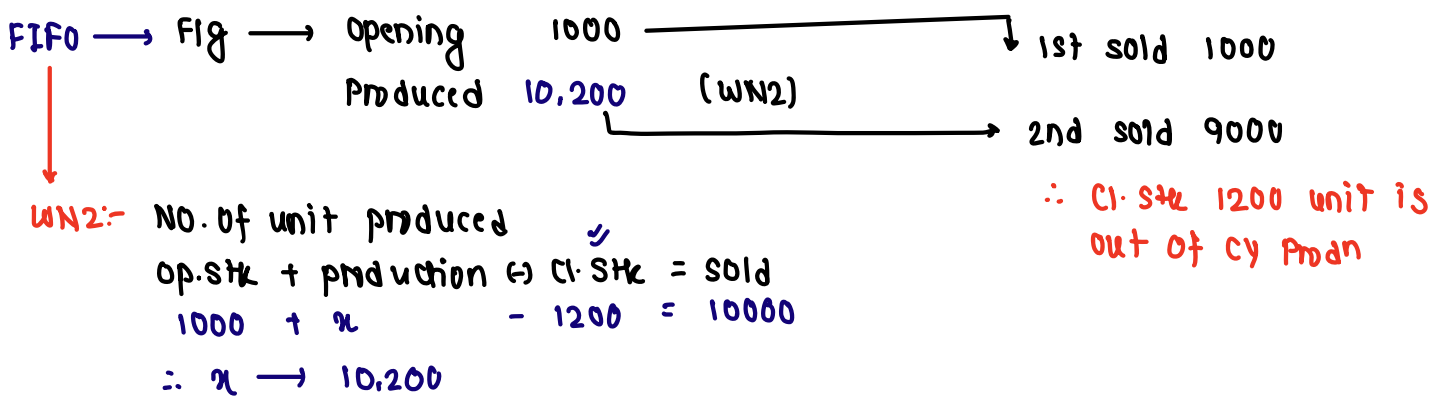 FIFO → FIg → Opening 1000 → 1st sold 1000
Produced 10,200 (WN2)
→ 2nd sold 9000
∴ Cl. Stk 1200 unit is
out of CY Prodn
WN2:- NO. of unit produced
Op.Stk + production (-) Cl. Stk = sold
1000 + x - 1200 = 10000
∴ x → 10,200